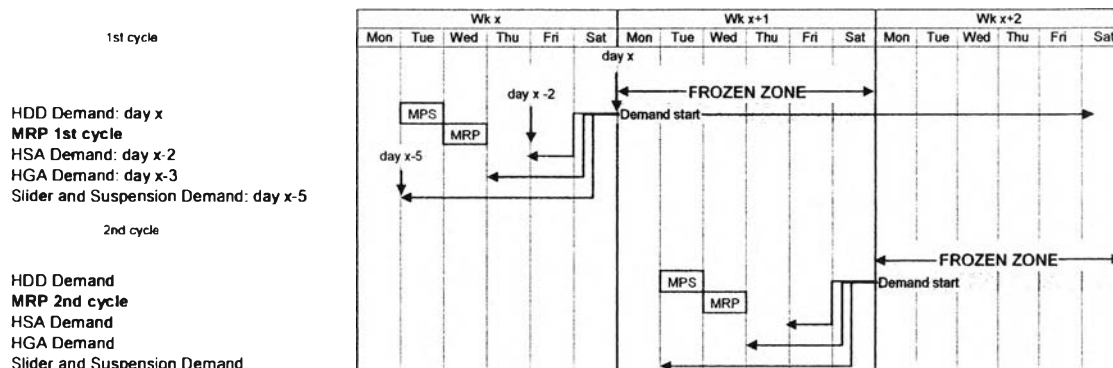 Wk x Wk x+1 Wk x+2
1st cycle
Mon Tue Wed Thu Fri Sat Mon Tue Wed Thu Fri Sat Mon Tue Wed Thu Fri Sat
day x
day x -2 FROZEN ZONE
HDD Demand: day x MPS Demand start
MRP 1st cycle MRP
HSA Demand: day x-2
day x-5
HGA Demand: day x-3
Slider and Suspension Demand: day x-5
2nd cycle
FROZEN ZONE
HDD Demand MPS Demand start
MRP 2nd cycle MRP
HSA Demand
HGA Demand
Slider and Suspension Demand